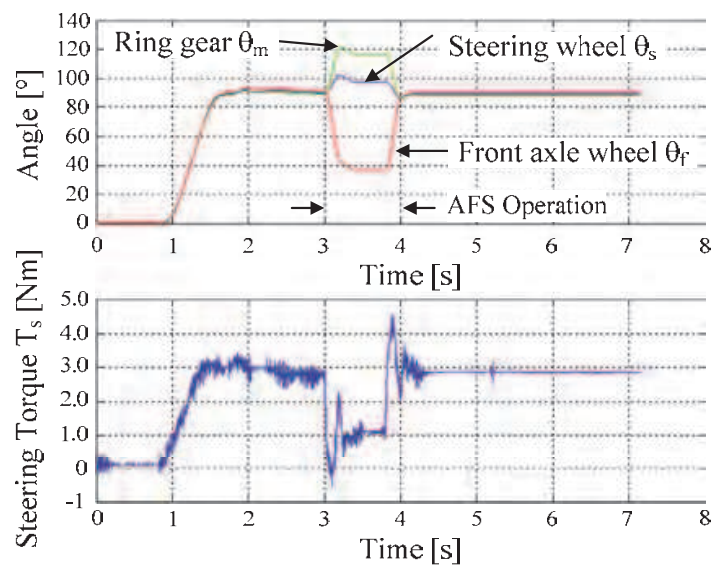 140
120
100
80
60
40
20
0
Angle [°]
Ring gear θm
Steering wheel θs
Front axle wheel θf
AFS Operation
0 1 2 3 4 5 6 7 8
Time [s]
Steering Torque Ts [Nm]
5.0
4.0
3.0
2.0
1.0
0
-1
0 1 2 3 4 5 6 7 8
Time [s]